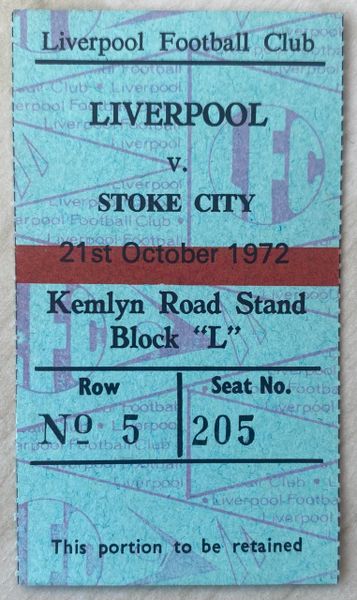 Liverpool Football Club
LIVERPOOL
v.
STOKE CITY
21st October 1972
Kemlyn Road Stand
Block “L”
Row
Seat No.
Nº 5
205
This portion to be retained